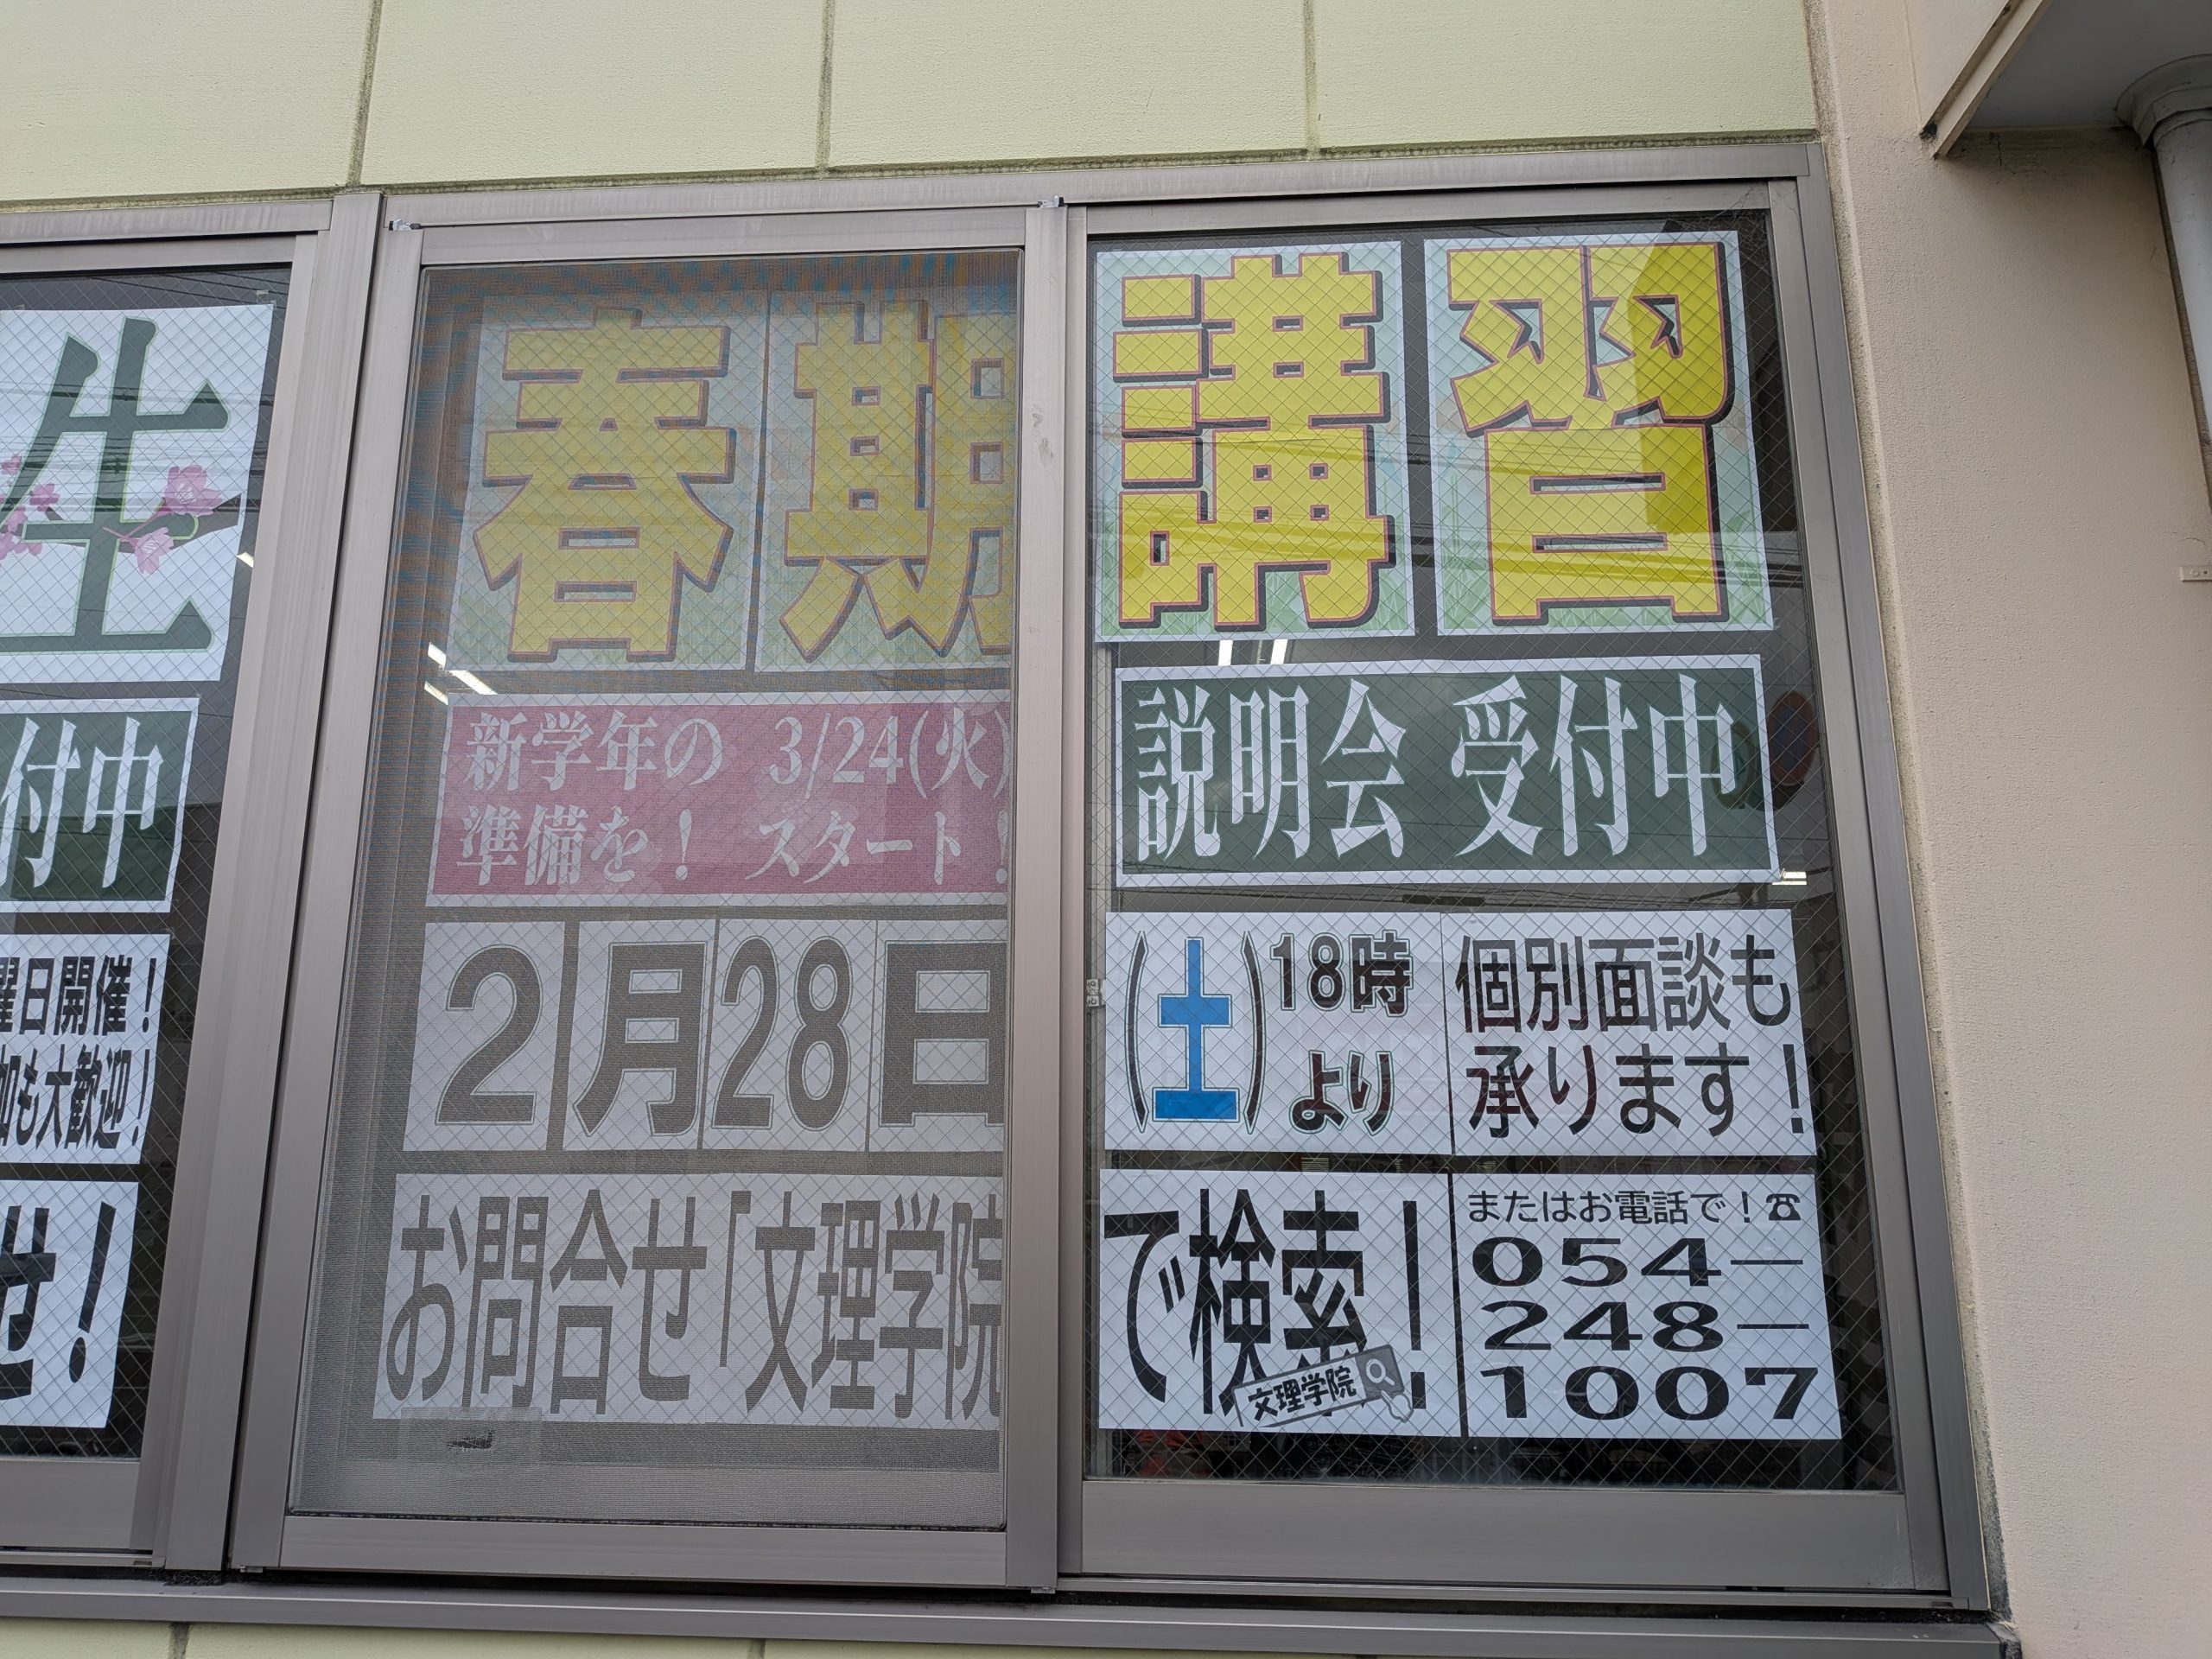 生
付中
曜日開催！
加も大歓迎！
せ！
春期
講習
新学年の 3/24(火)
準備を！ スタート！
説明会 受付中
2月28日
(土) 18時
より
個別面談も
承ります！
お問合せ「文理学院
で検索！
文理学院
またはお電話で！☎
054―
248―
1007